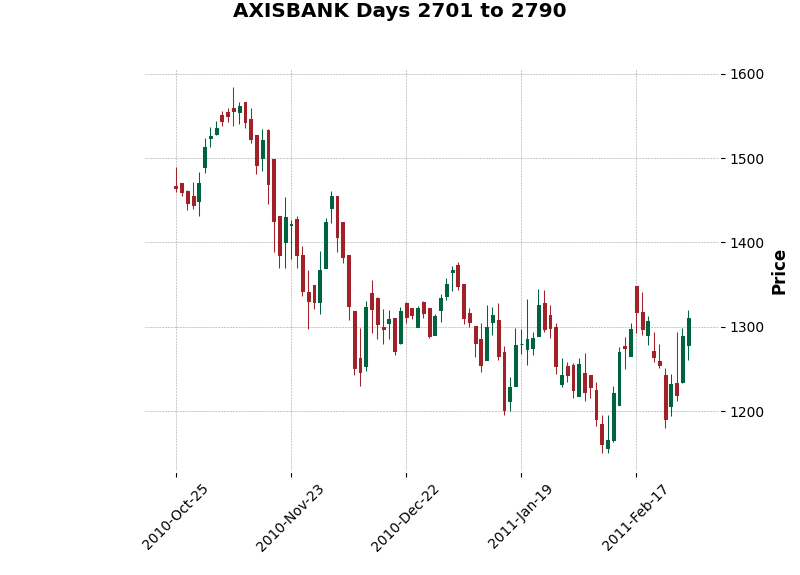 AXISBANK Days 2701 to 2790
1600
1500
1400
1300
1200
Price
2010-Oct-25
2010-Nov-23
2010-Dec-22
2011-Jan-19
2011-Feb-17